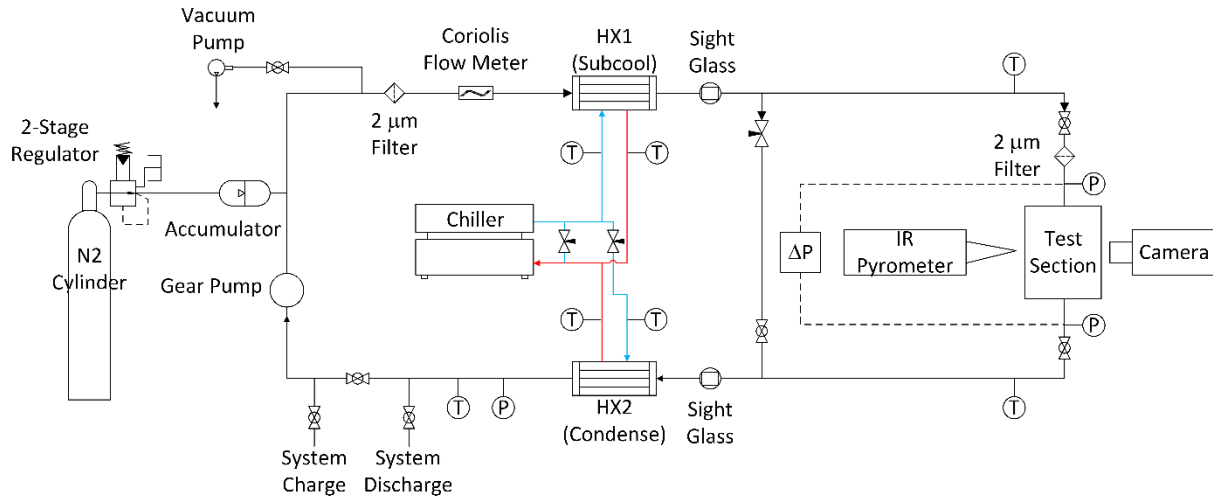 Vacuum
Pump
Coriolis
Flow Meter
HX1
(Subcool)
Sight
Glass
T
2-Stage
Regulator
2 μm
Filter
T
T
2 μm
Filter
P
Accumulator
Chiller
N2
Cylinder
Gear Pump
ΔP
IR
Pyrometer
Test
Section
Camera
T
T
P
T
P
HX2
(Condense)
Sight
Glass
T
System
Charge
System
Discharge